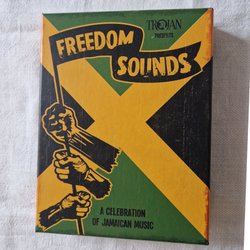 TROJAN
PRESENTS
FREEDOM
SOUNDS
A CELEBRATION
OF JAMAICAN MUSIC